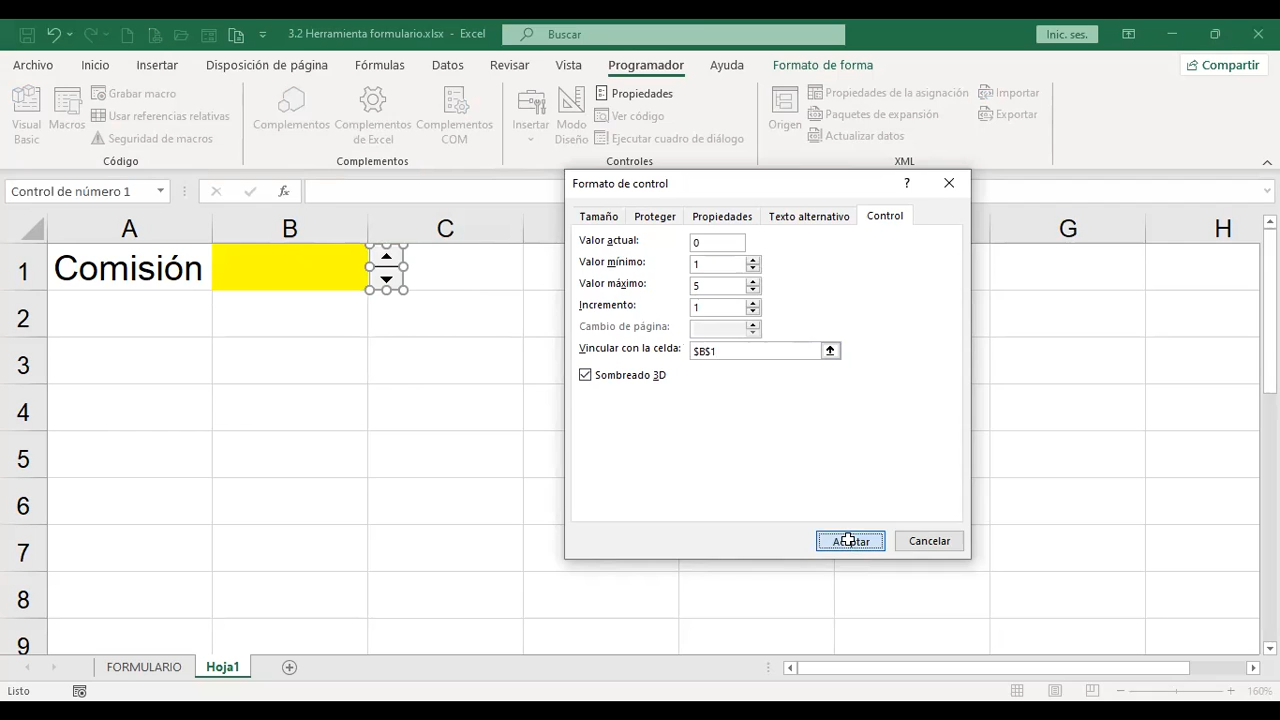 3.2 Herramienta formulario.xlsx - Excel
Buscar
Inic. ses.
Archivo Inicio Insertar Disposición de página Fórmulas Datos Revisar Vista Programador Ayuda Formato de forma Compartir
Visual Basic
Macros
Grabar macro
Usar referencias relativas
Seguridad de macros
Código
Complementos
Complementos de Excel
Complementos COM
Complementos
Insertar
Modo Diseño
Propiedades
Ver código
Ejecutar cuadro de diálogo
Controles
Origen
Propiedades de la asignación
Paquetes de expansión
Actualizar datos
Importar
Exportar
XML
Control de número 1
fx
A B C G H
1 Comisión
2
3
4
5
6
7
8
9
Formato de control ?
Tamaño Proteger Propiedades Texto alternativo Control
Valor actual: 0
Valor mínimo: 1
Valor máximo: 5
Incremento: 1
Cambio de página:
Vincular con la celda: $B$1
Sombreado 3D
Aceptar Cancelar
FORMULARIO Hoja1
Listo
160%